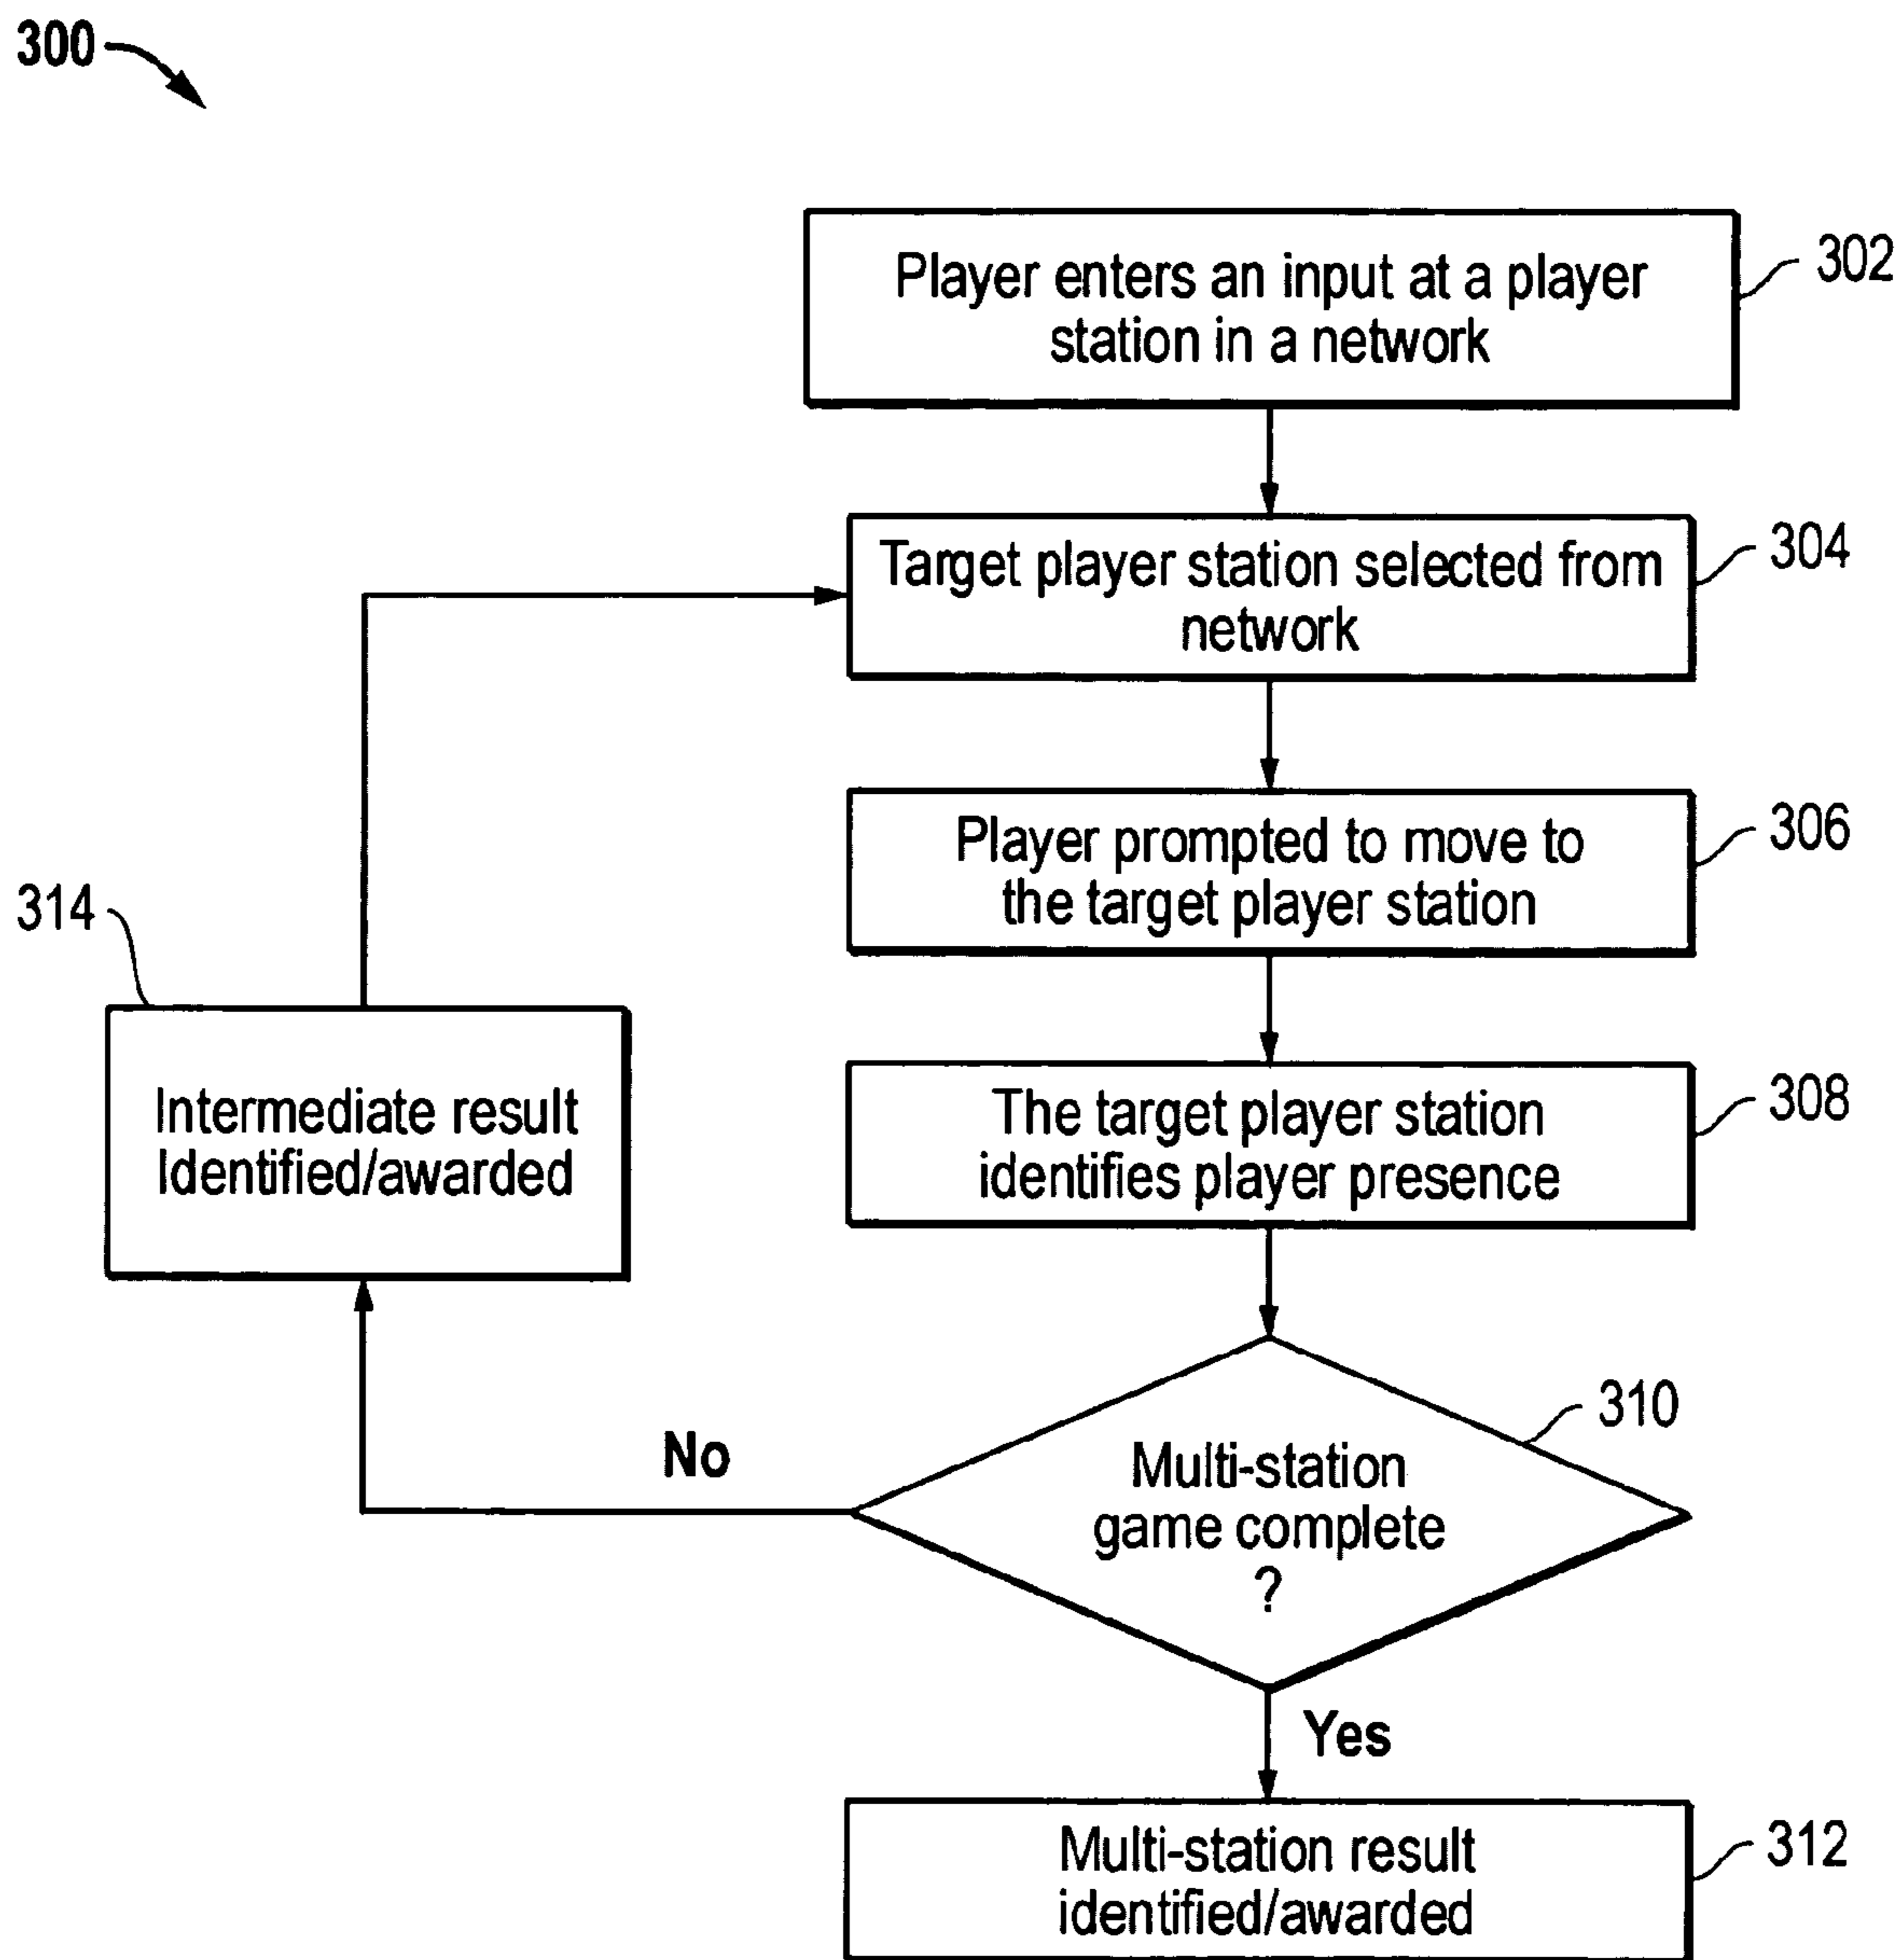 300
Player enters an input at a player
station in a network
302
Target player station selected from
network
304
Player prompted to move to
the target player station
306
314
Intermediate result
Identified/awarded
The target player station
identifies player presence
308
310
No
Multi-station
game complete
?
Yes
Multi-station result
identified/awarded
312